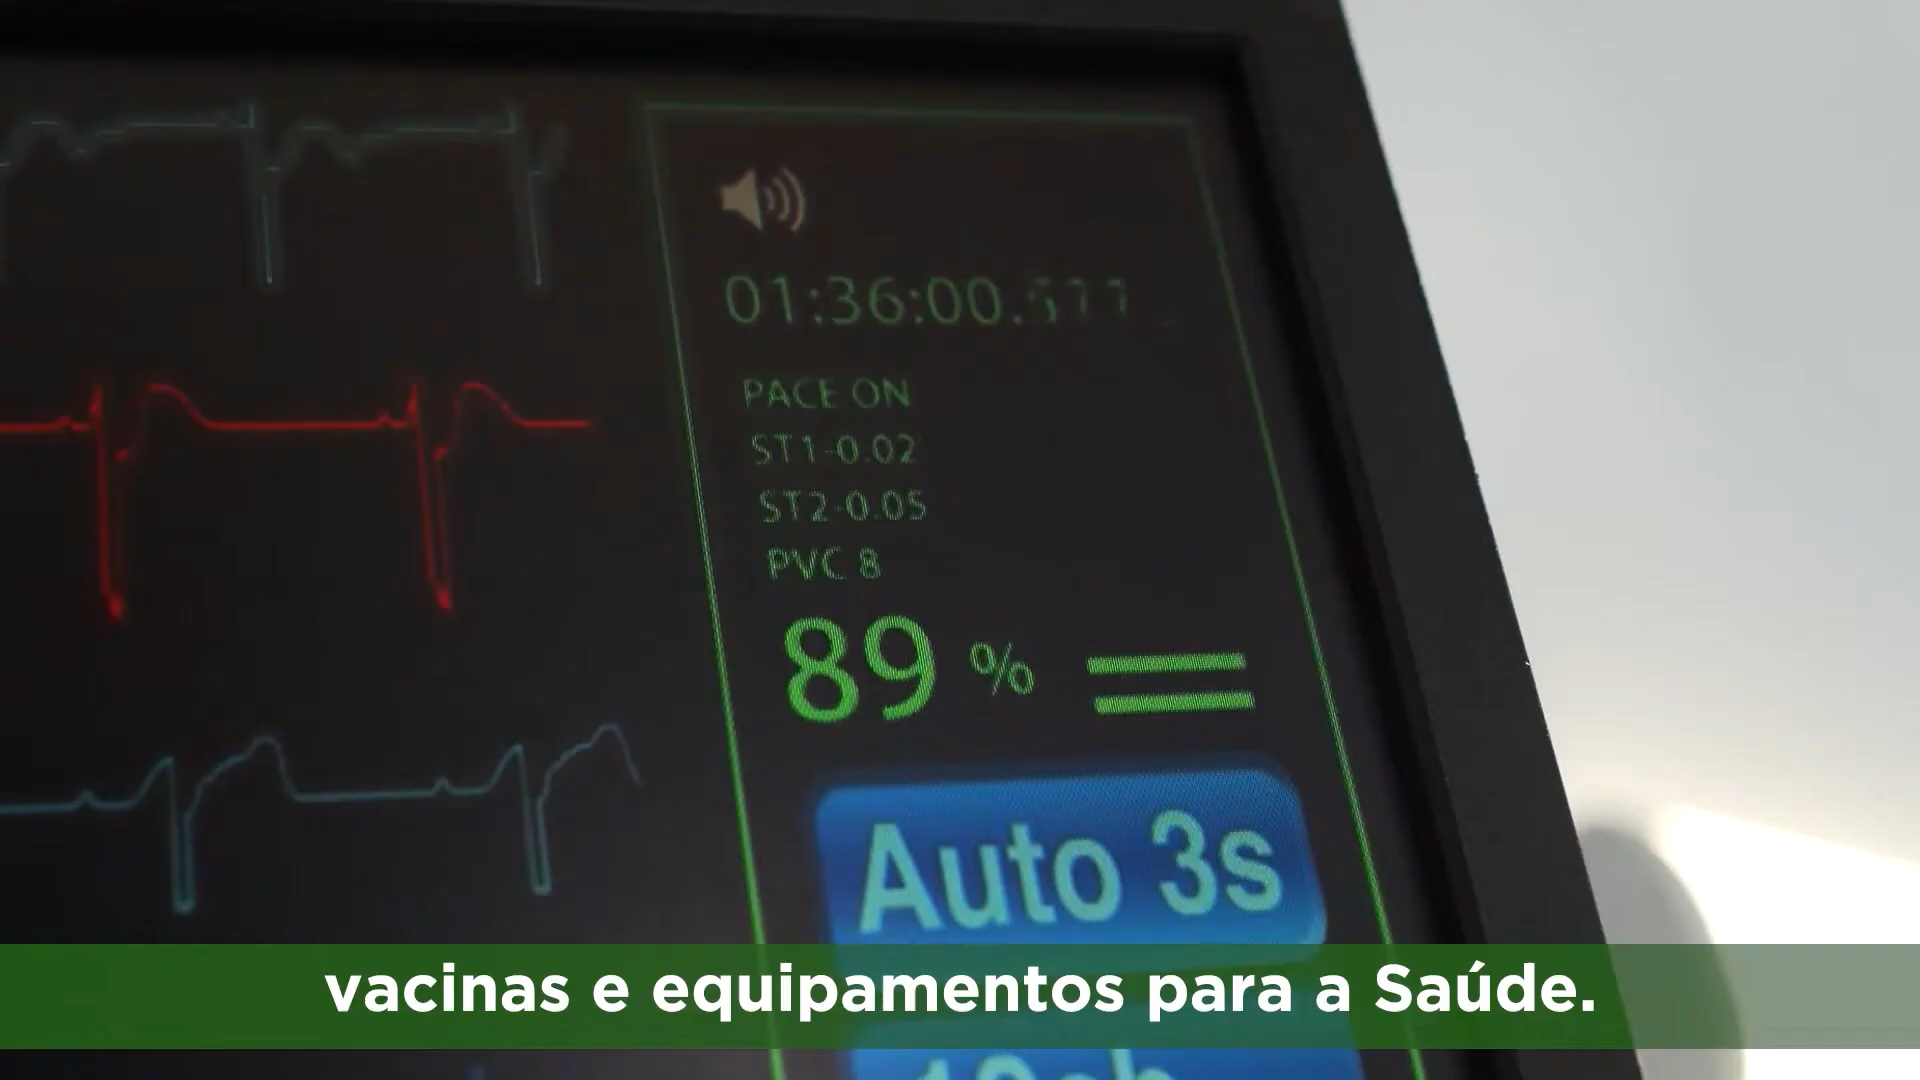 01:36:00.
PACE ON
ST1-0.02
ST2-0.05
PVC 8
89 %
Auto 3s
vacinas e equipamentos para a Saúde.